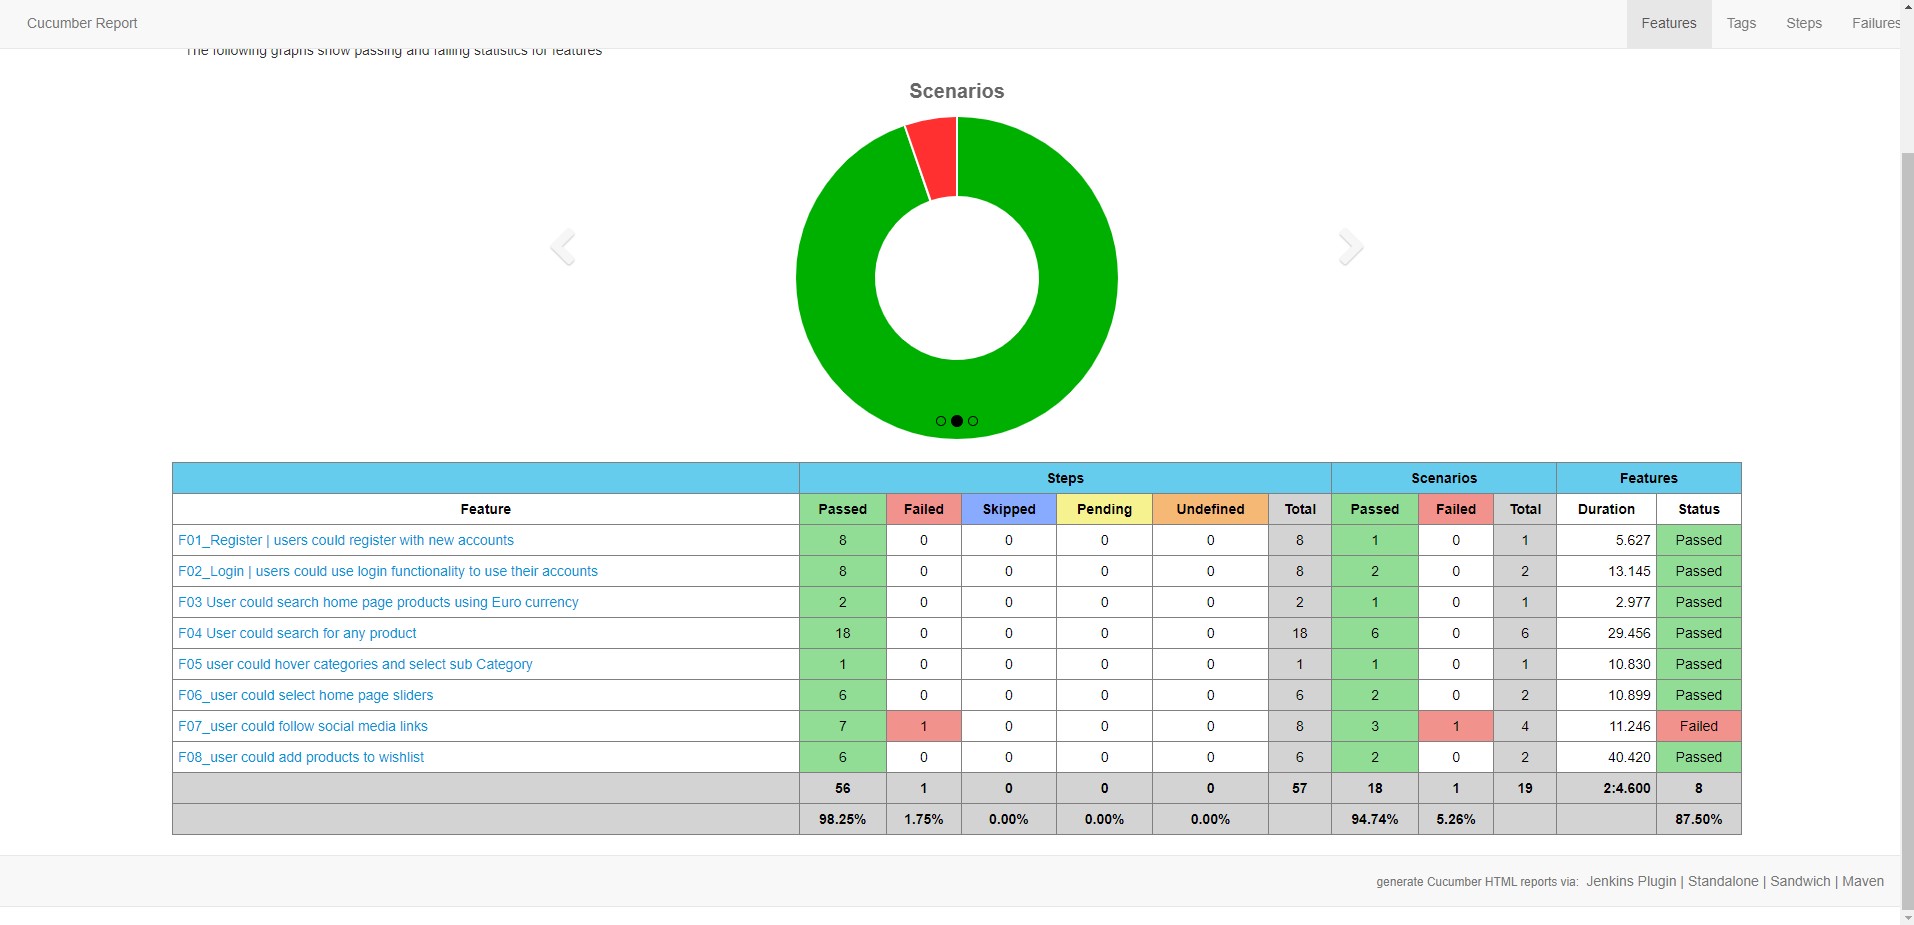 Cucumber Report Features Tags Steps Failures
The following graphs show passing and failing statistics for features
Scenarios
Steps Scenarios Features
Feature Passed Failed Skipped Pending Undefined Total Passed Failed Total Duration Status
F01_Register | users could register with new accounts 8 0 0 0 0 8 1 0 1 5.627 Passed
F02_Login | users could use login functionality to use their accounts 8 0 0 0 0 8 2 0 2 13.145 Passed
F03 User could search home page products using Euro currency 2 0 0 0 0 2 1 0 1 2.977 Passed
F04 User could search for any product 18 0 0 0 0 18 6 0 6 29.456 Passed
F05 user could hover categories and select sub Category 1 0 0 0 0 1 1 0 1 10.830 Passed
F06_user could select home page sliders 6 0 0 0 0 6 2 0 2 10.899 Passed
F07_user could follow social media links 7 1 0 0 0 8 3 1 4 11.246 Failed
F08_user could add products to wishlist 6 0 0 0 0 6 2 0 2 40.420 Passed
56 1 0 0 0 57 18 1 19 2:4.600 8
98.25% 1.75% 0.00% 0.00% 0.00% 94.74% 5.26% 87.50%
generate Cucumber HTML reports via: Jenkins Plugin | Standalone | Sandwich | Maven